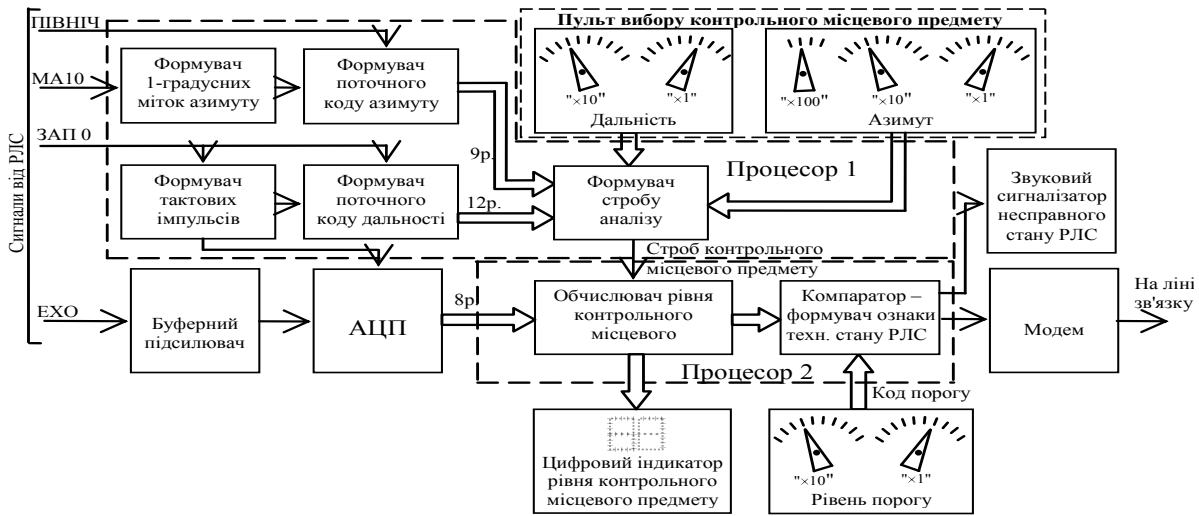 Сигнали від РЛС
ПІВНІЧ
МА10
ЗАП 0
ЕХО
Формувач
1-градусних
міток азимуту
Формувач
поточного
коду азимуту
Пульт вибору контрольного місцевого предмету
"×10"
"×1"
Дальність
"×100"
"×10"
"×1"
Азимут
9р.
Процесор 1
Формувач
тактових
імпульсів
Формувач
поточного
коду дальності
12р.
Формувач
стробу
аналізу
Звуковий
сигналізатор
несправного
стану РЛС
Строб контрольного
місцевого предмету
Буферний
підсилювач
АЦП
8р
Обчислювач рівня
контрольного
місцевого
Компаратор –
формувач ознаки
техн. стану РЛС
Модем
На ліні
зв'язку
Процесор 2
Код порогу
Цифровий індикатор
рівня контрольного
місцевого предмету
"×10"
"×1"
Рівень порогу